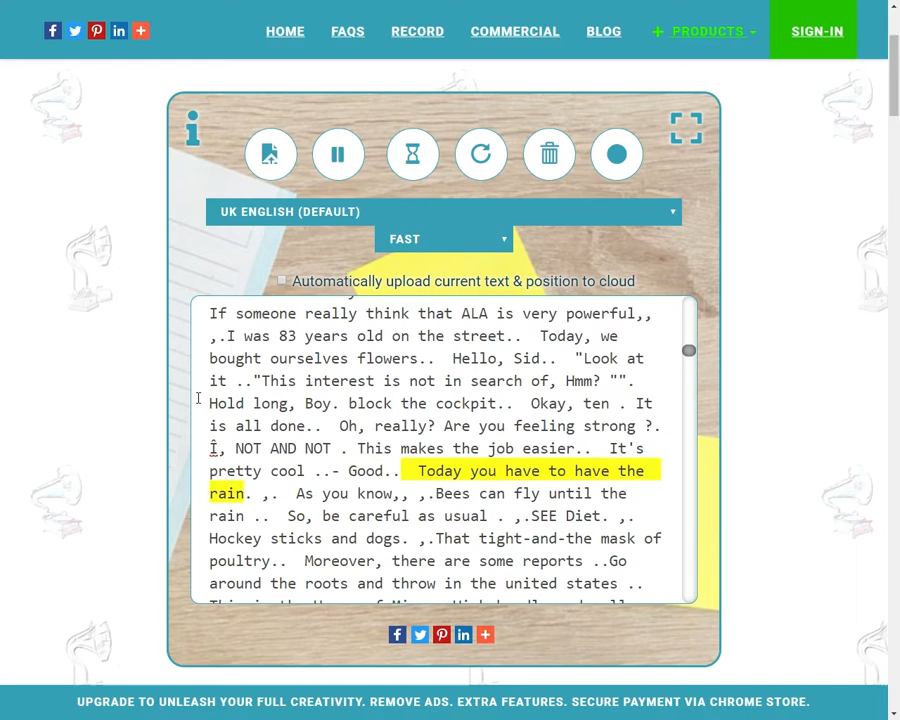 HOME FAQS RECORD COMMERCIAL BLOG + PRODUCTS SIGN-IN
UK ENGLISH (DEFAULT)
FAST
Automatically upload current text & position to cloud
If someone really think that ALA is very powerful,,
,.I was 83 years old on the street..  Today, we
bought ourselves flowers..  Hello, Sid..  "Look at
it .."This interest is not in search of, Hmm? "".
Hold long, Boy. block the cockpit..  Okay, ten . It
is all done..  Oh, really? Are you feeling strong ?.
Î, NOT AND NOT . This makes the job easier..  It's
pretty cool ..- Good..  Today you have to have the
rain. ,.  As you know,, ,.Bees can fly until the
rain ..  So, be careful as usual . ,.SEE Diet. ,.
Hockey sticks and dogs. ,.That tight-and-the mask of
poultry..  Moreover, there are some reports ..Go
around the roots and throw in the united states ..
UPGRADE TO UNLEASH YOUR FULL CREATIVITY. REMOVE ADS. EXTRA FEATURES. SECURE PAYMENT VIA CHROME STORE.